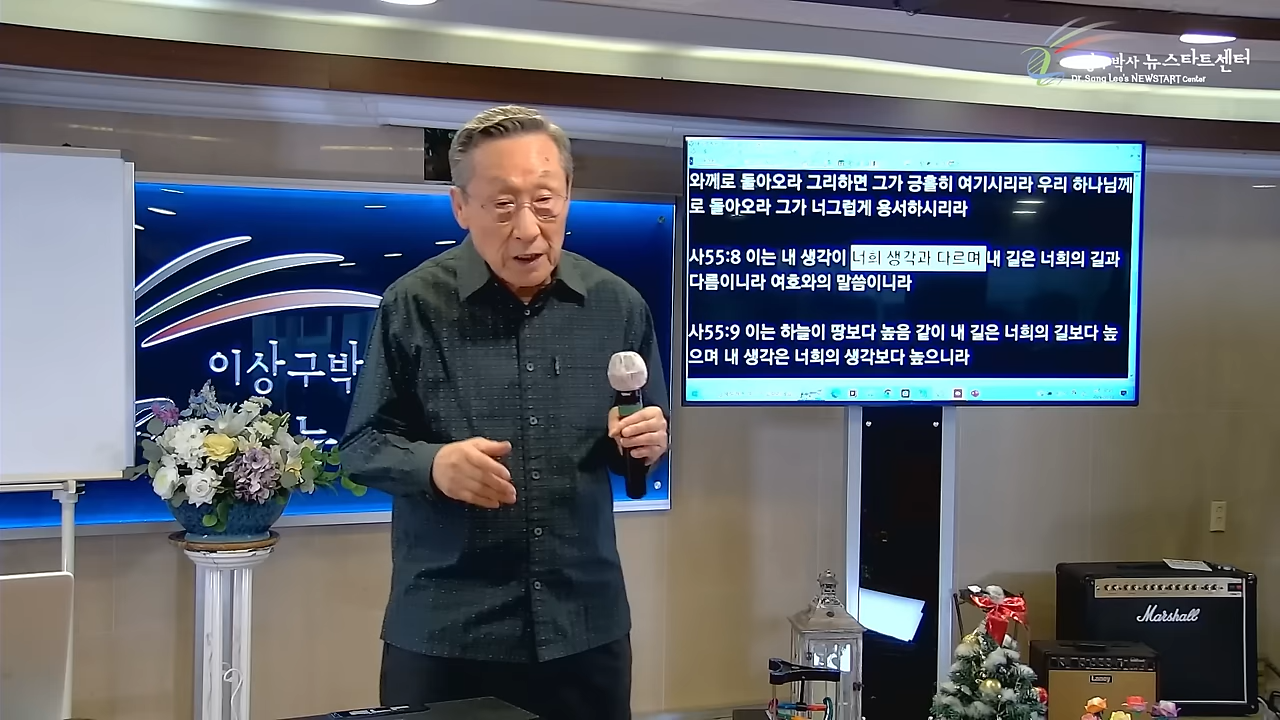 박사 뉴스타트센터
Dr. Sang Lee's NEWSTART Center
와께로 돌아오라 그리하면 그가 긍휼히 여기시리라 우리 하나님께
로 돌아오라 그가 너그럽게 용서하시리라
사55:8 이는 내 생각이 너희 생각과 다르며 내 길은 너희의 길과
다름이니라 여호와의 말씀이니라
사55:9 이는 하늘이 땅보다 높음 같이 내 길은 너희의 길보다 높
으며 내 생각은 너희의 생각보다 높으니라
이상구박
Marshall
Laney